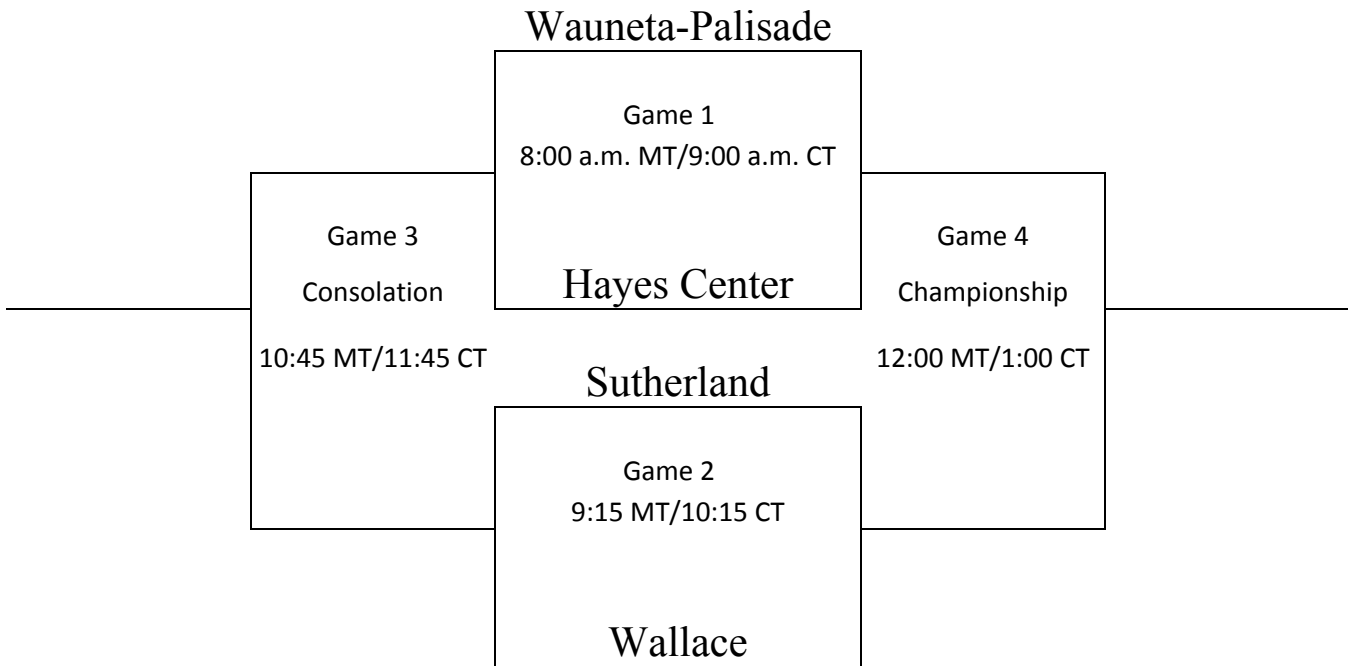 Wauneta-Palisade
Game 1
8:00 a.m. MT/9:00 a.m. CT
Game 3
Consolation
10:45 MT/11:45 CT
Hayes Center
Game 4
Championship
12:00 MT/1:00 CT
Sutherland
Game 2
9:15 MT/10:15 CT
Wallace